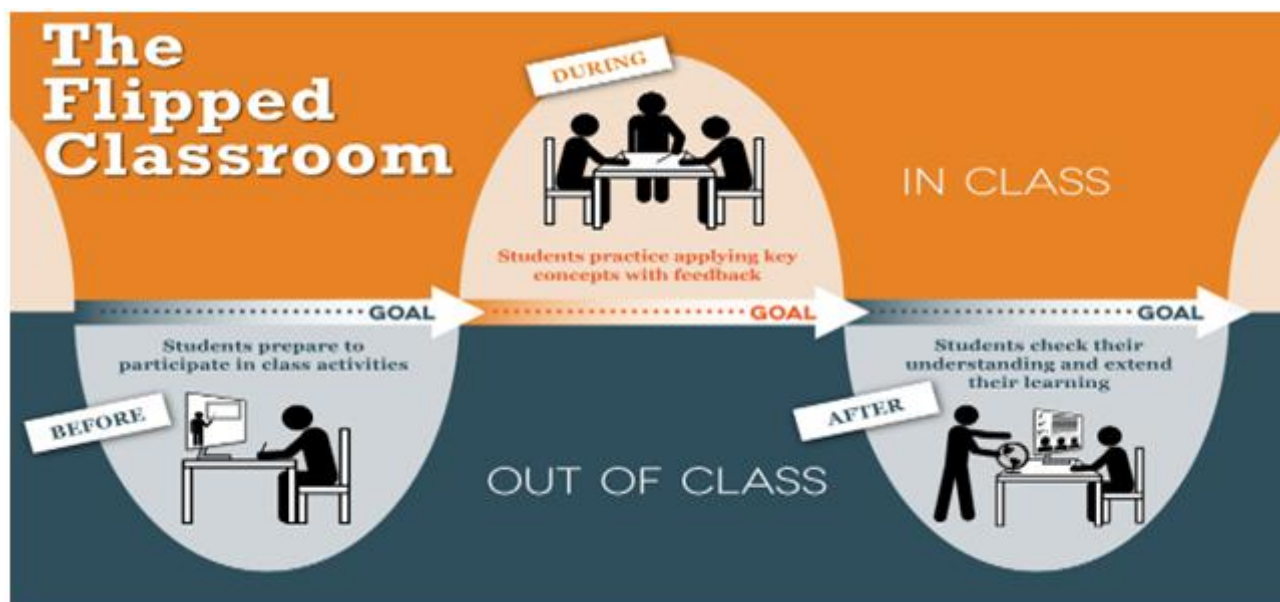 The
Flipped
Classroom
DURING
IN CLASS
Students practice applying key
concepts with feedback
GOAL
GOAL
GOAL
Students prepare to
participate in class activities
BEFORE
OUT OF CLASS
Students check their
understanding and extend
their learning
AFTER